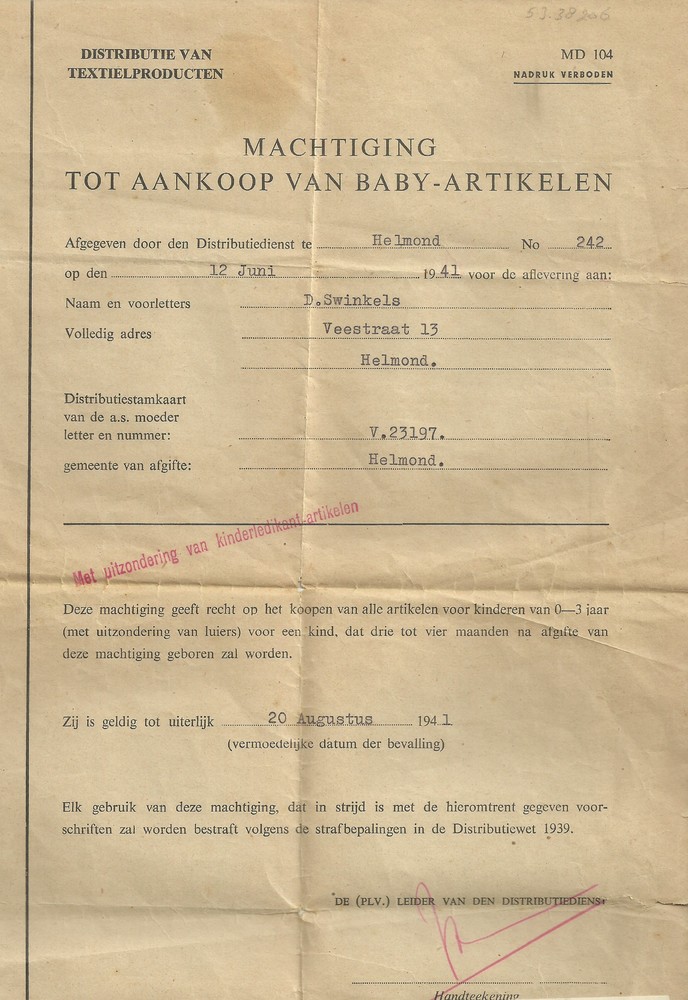 53.38206
DISTRIBUTIE VAN
TEXTIELPRODUCTEN
MD 104
NADRUK VERBODEN
MACHTIGING
TOT AANKOOP VAN BABY-ARTIKELEN
Afgegeven door den Distributiedienst te Helmond No 242
op den 12 Juni 1941 voor de aflevering aan:
Naam en voorletters D.Swinkels
Volledig adres Veestraat 13
Helmond.
Distributiestamkaart
van de a.s. moeder
letter en nummer: V.23197.
gemeente van afgifte: Helmond.
Met uitzondering van kinderledikant-artikelen
Deze machtiging geeft recht op het koopen van alle artikelen voor kinderen van 0—3 jaar
(met uitzondering van luiers) voor een kind, dat drie tot vier maanden na afgifte van
deze machtiging geboren zal worden.
Zij is geldig tot uiterlijk 20 Augustus 1941
(vermoedelijke datum der bevalling)
Elk gebruik van deze machtiging, dat in strijd is met de hieromtrent gegeven voor-
schriften zal worden bestraft volgens de strafbepalingen in de Distributiewet 1939.
DE (PLV.) LEIDER VAN DEN DISTRIBUTIEDIENST
Handteekening